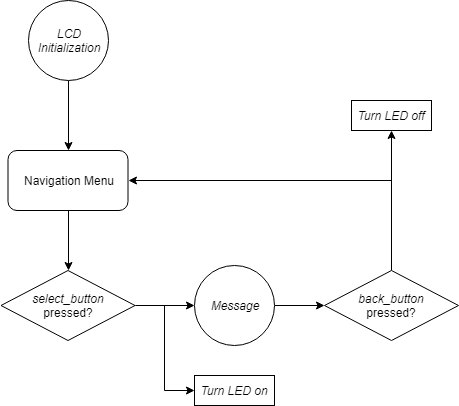 LCD
Initialization
Turn LED off
Navigation Menu
select_button
pressed?
Message
back_button
pressed?
Turn LED on